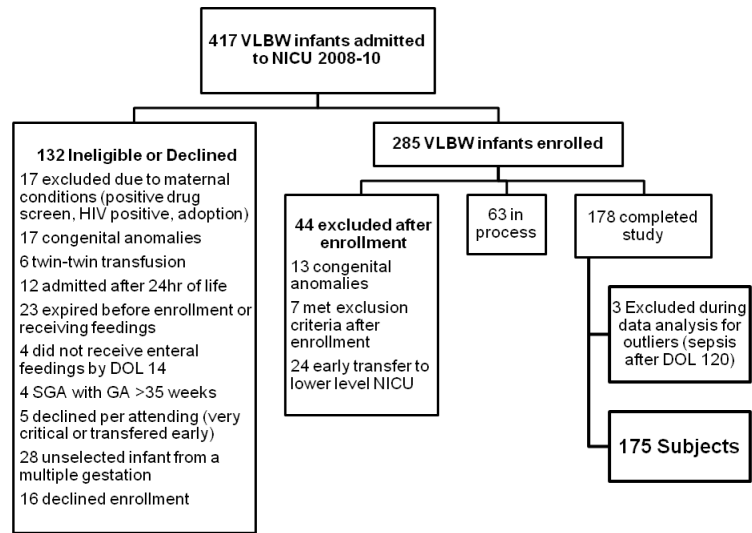 417 VLBW infants admitted
to NICU 2008-10
132 Ineligible or Declined
17 excluded due to maternal
conditions (positive drug
screen, HIV positive, adoption)
17 congenital anomalies
6 twin-twin transfusion
12 admitted after 24hr of life
23 expired before enrollment or
receiving feedings
4 did not receive enteral
feedings by DOL 14
4 SGA with GA >35 weeks
5 declined per attending (very
critical or transfered early)
28 unselected infant from a
multiple gestation
16 declined enrollment
285 VLBW infants enrolled
44 excluded after
enrollment
13 congenital
anomalies
7 met exclusion
criteria after
enrollment
24 early transfer to
lower level NICU
63 in
process
178 completed
study
3 Excluded during
data analysis for
outliers (sepsis
after DOL 120)
175 Subjects